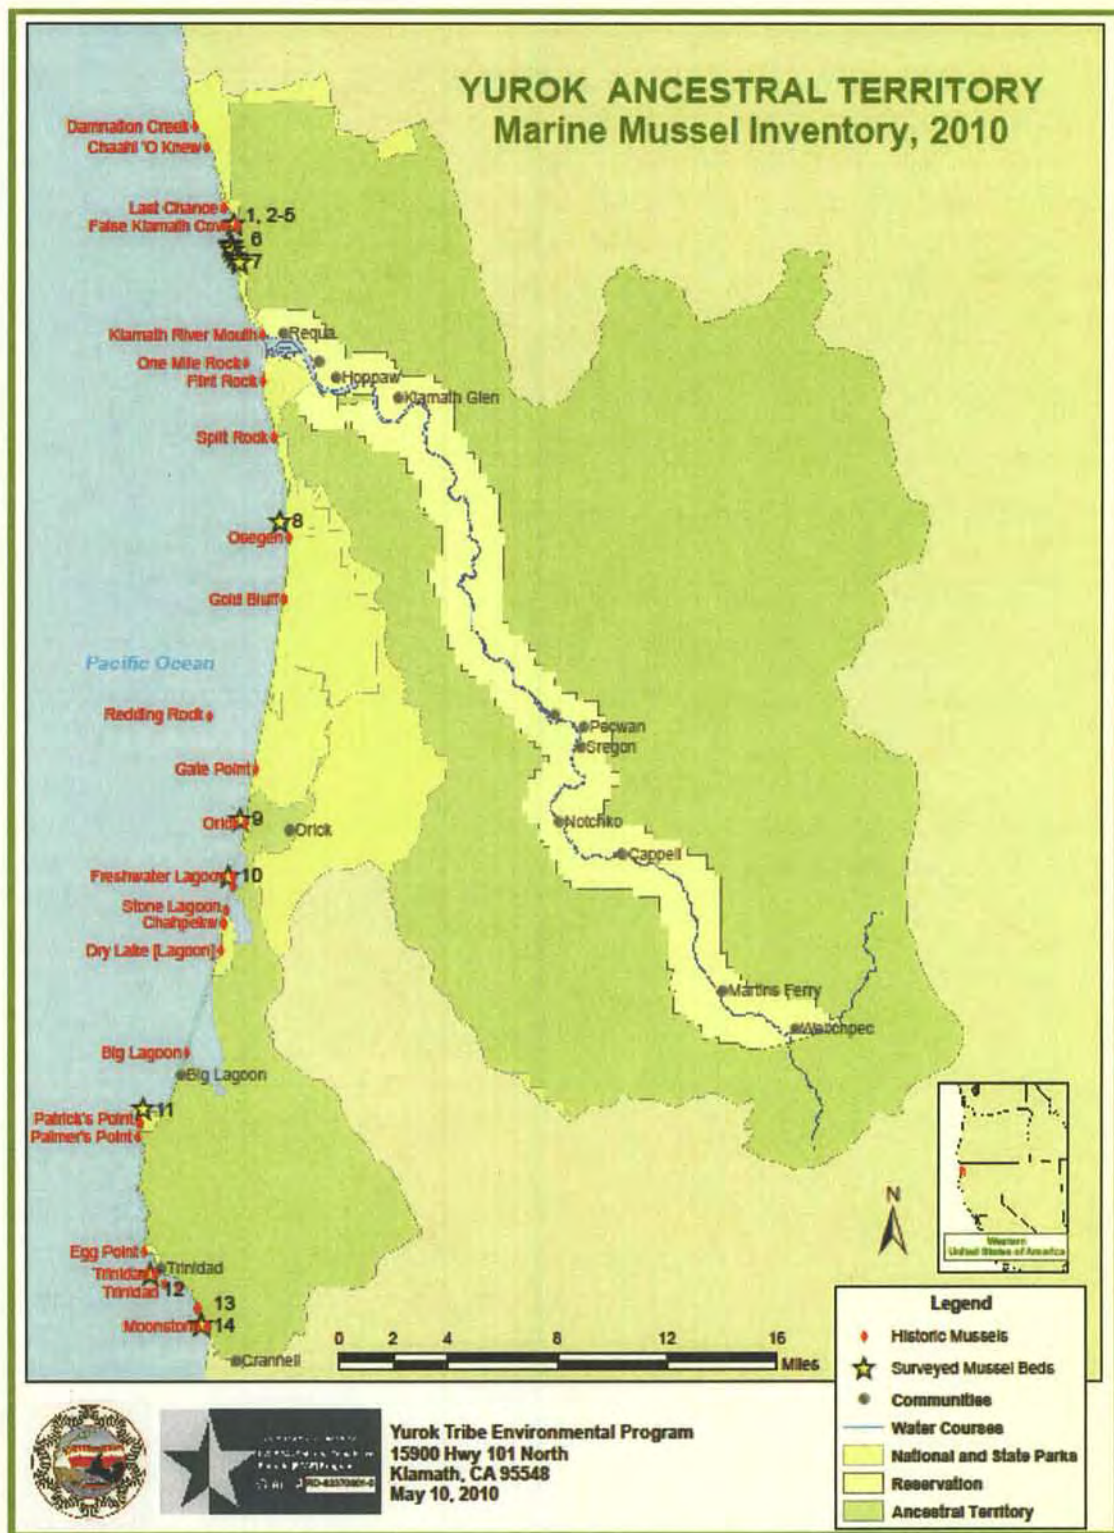 YUROK ANCESTRAL TERRITORY
Marine Mussel Inventory, 2010
Damnation Creek
Chaahl 'O Knew
Last Chance
1, 2-5
False Klamath Cove
6
7
Klamath River Mouth
Requa
One Mile Rock
Hoppaw
Flint Rock
Klamath Glen
Split Rock
8
Osegen
Gold Bluff
Pacific Ocean
Redding Rock
Pecwan
Sregon
Gale Point
Orick
9
Orick
Notchko
Cappell
Freshwater Lagoon
10
Stone Lagoon
Chahpekw
Dry Lake [Lagoon]
Martins Ferry
Weitchpec
Big Lagoon
Big Lagoon
11
Patrick's Point
Palmer's Point
N
Western
United States of America
Egg Point
Trinidad
Trinidad
Trinidad
12
13
Moonstone
14
Crannell
0 2 4 8 12 16
Miles
Legend
Historic Mussels
Surveyed Mussel Beds
Communities
Water Courses
National and State Parks
Reservation
Ancestral Territory
Yurok Tribe Environmental Program
15900 Hwy 101 North
Klamath, CA 95548
May 10, 2010